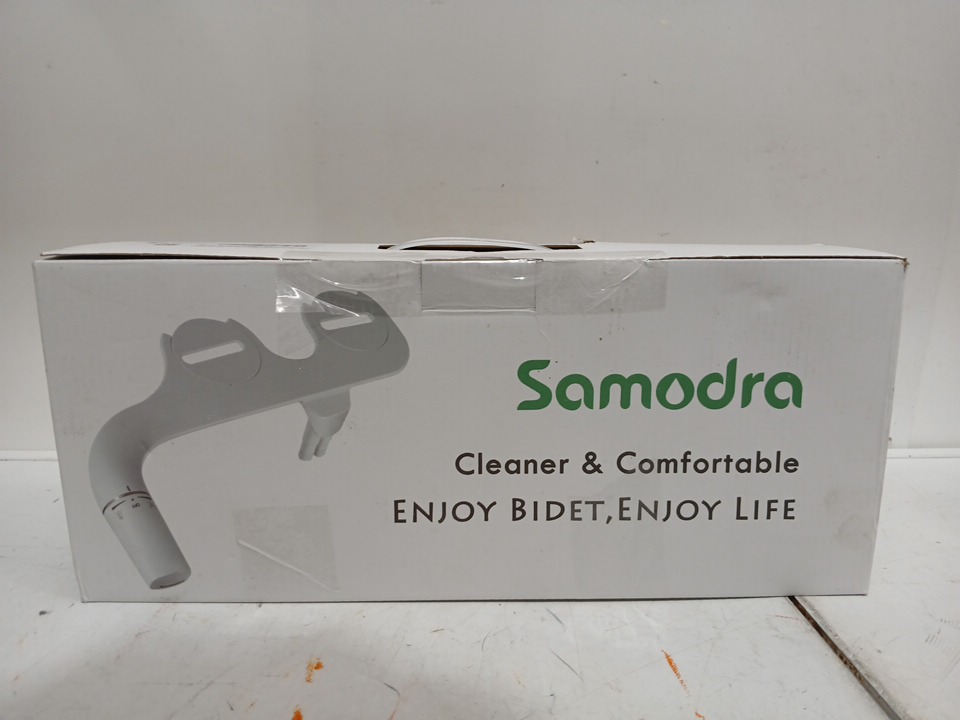 Samodra
Cleaner & Comfortable
ENJOY BIDET,ENJOY LIFE